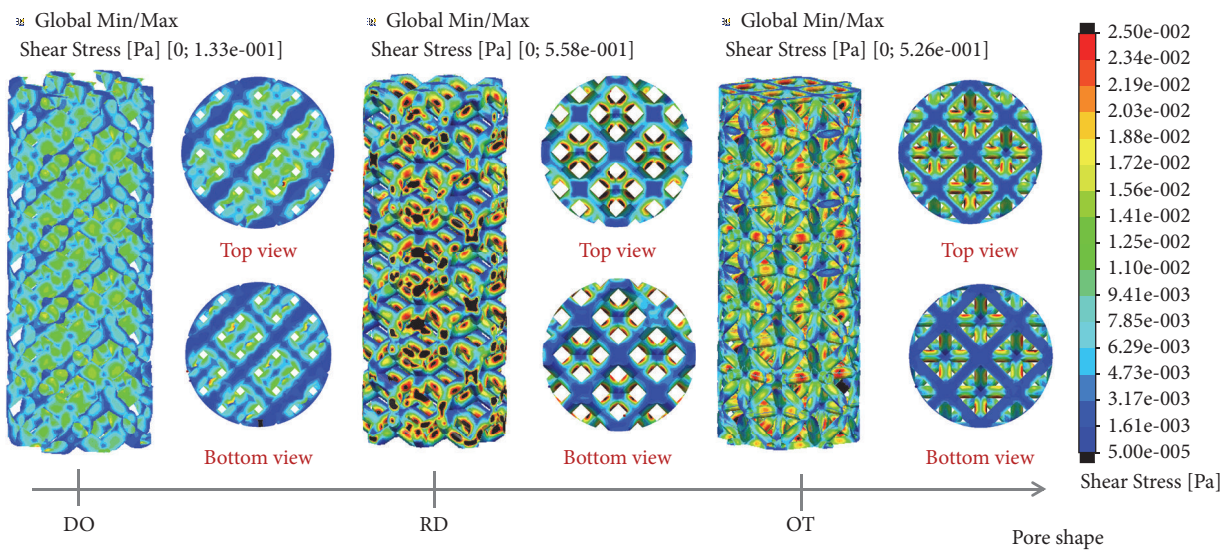 Global Min/Max
Shear Stress [Pa] [0; 1.33e-001]
Global Min/Max
Shear Stress [Pa] [0; 5.58e-001]
Global Min/Max
Shear Stress [Pa] [0; 5.26e-001]
Top view
Bottom view
Top view
Bottom view
Top view
Bottom view
2.50e-002
2.34e-002
2.19e-002
2.03e-002
1.88e-002
1.72e-002
1.56e-002
1.41e-002
1.25e-002
1.10e-002
9.41e-003
7.85e-003
6.29e-003
4.73e-003
3.17e-003
1.61e-003
5.00e-005
Shear Stress [Pa]
DO
RD
OT
Pore shape